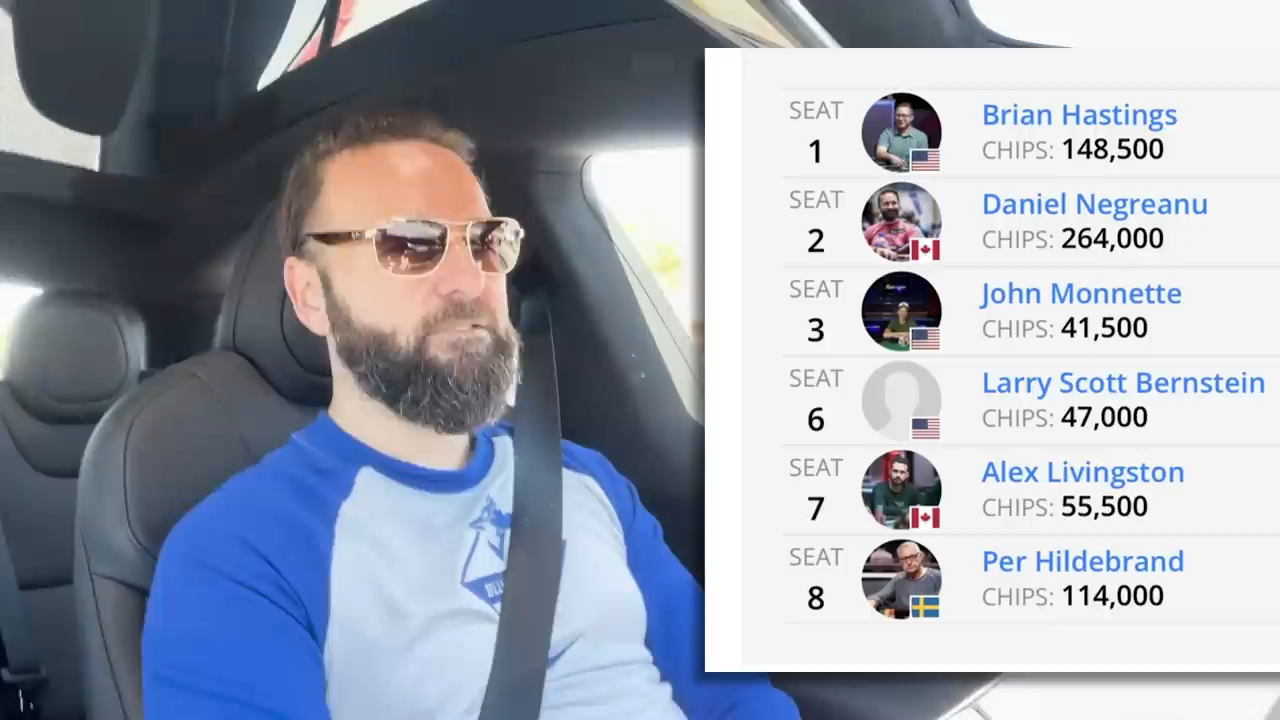 SEAT
1
Brian Hastings
CHIPS: 148,500
SEAT
2
Daniel Negreanu
CHIPS: 264,000
SEAT
3
John Monnette
CHIPS: 41,500
SEAT
6
Larry Scott Bernstein
CHIPS: 47,000
SEAT
7
Alex Livingston
CHIPS: 55,500
SEAT
8
Per Hildebrand
CHIPS: 114,000